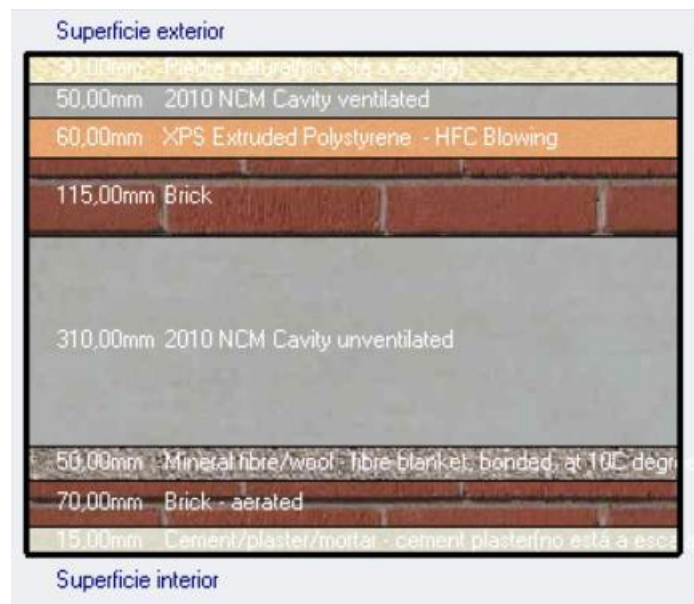 Superficie exterior
30,00mm Piedra natural(no está a escala)
50,00mm 2010 NCM Cavity ventilated
60,00mm XPS Extruded Polystyrene - HFC Blowing
115,00mm Brick
310,00mm 2010 NCM Cavity unventilated
50,00mm Mineral fibre/wool - fibre blanket, bonded, at 10C degre
70,00mm Brick - aerated
15,00mm Cement/plaster/mortar - cement plaster(no está a esca
Superficie interior